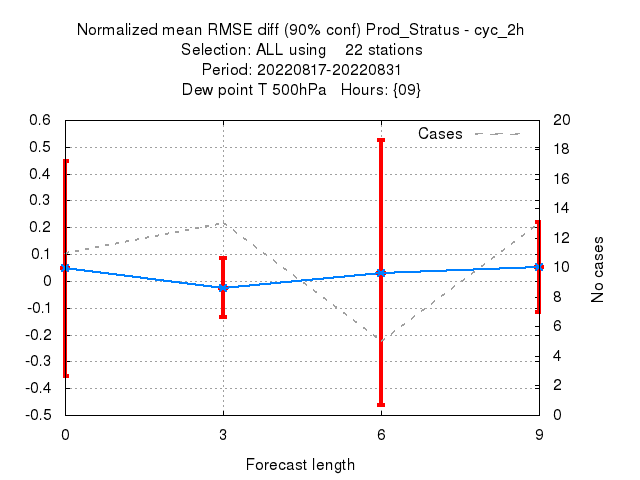 Normalized mean RMSE diff (90% conf) Prod_Stratus - cyc_2h
Selection: ALL using    22 stations
Period: 20220817-20220831
Dew point T 500hPa   Hours: {09}
Cases
0.6
0.5
0.4
0.3
0.2
0.1
0
-0.1
-0.2
-0.3
-0.4
-0.5
20
18
16
14
12
10
8
6
4
2
0
No cases
0 3 6 9
Forecast length